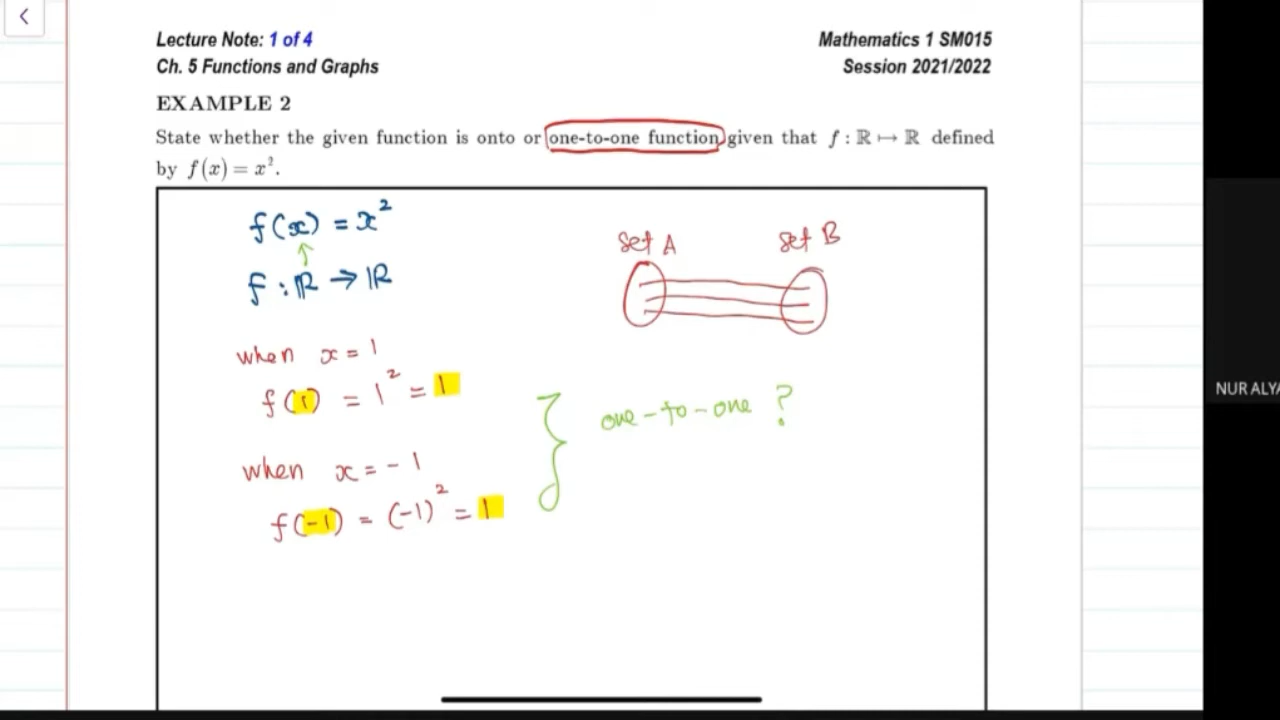 Lecture Note: 1 of 4
Mathematics 1 SM015
Ch. 5 Functions and Graphs
Session 2021/2022
EXAMPLE 2
State whether the given function is onto or one-to-one function given that f : ℝ ↦ ℝ defined
by f(x) = x².
f(x) = x²
f : ℝ → ℝ
Set A
Set B
when x = 1
f(1) = 1² = 1
when x = -1
f(-1) = (-1)² = 1
one-to-one ?
NUR ALYA